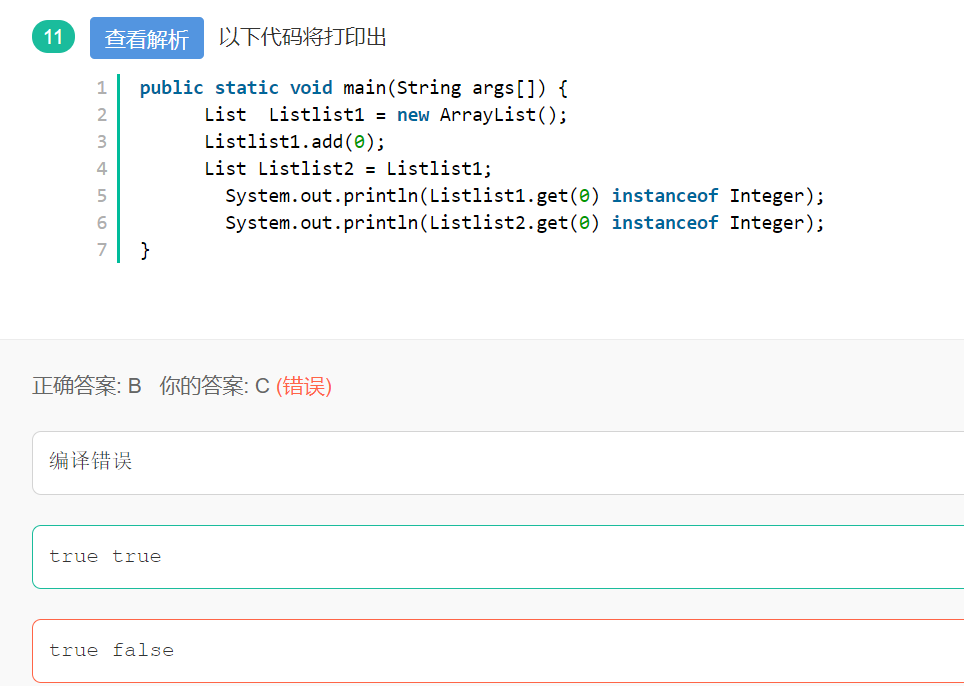 11 查看解析 以下代码将打印出
1 public static void main(String args[]) {
2 List  Listlist1 = new ArrayList();
3 Listlist1.add(0);
4 List Listlist2 = Listlist1;
5 System.out.println(Listlist1.get(0) instanceof Integer);
6 System.out.println(Listlist2.get(0) instanceof Integer);
7 }
正确答案: B 你的答案: C (错误)
编译错误
true true
true false